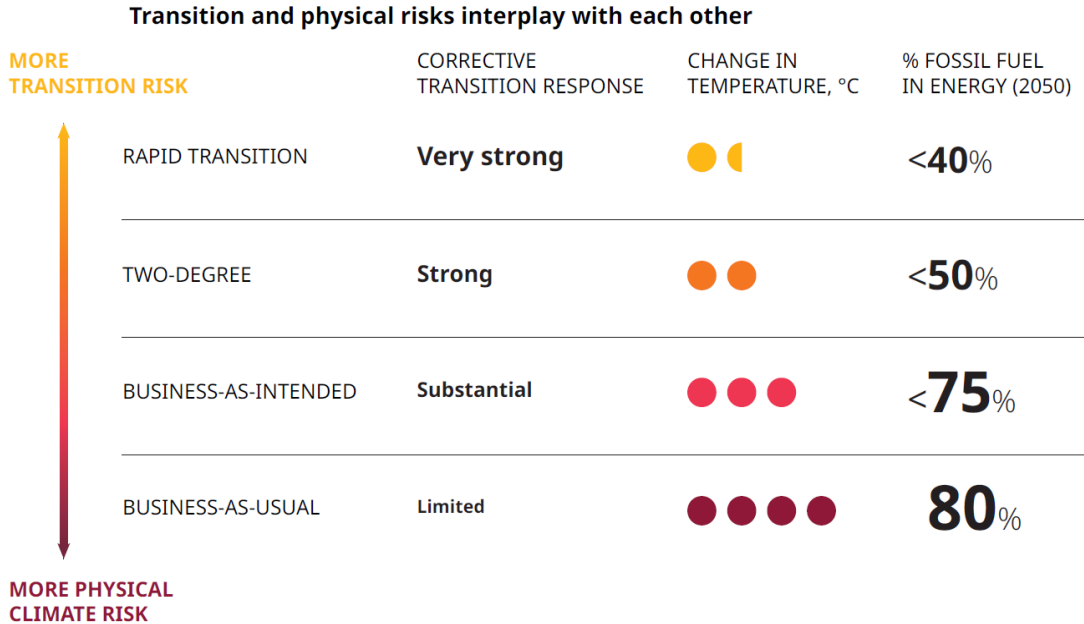 Transition and physical risks interplay with each other
MORE
TRANSITION RISK
CORRECTIVE
TRANSITION RESPONSE
CHANGE IN
TEMPERATURE, °C
% FOSSIL FUEL
IN ENERGY (2050)
RAPID TRANSITION
Very strong
<40%
TWO-DEGREE
Strong
<50%
BUSINESS-AS-INTENDED
Substantial
<75%
BUSINESS-AS-USUAL
Limited
80%
MORE PHYSICAL
CLIMATE RISK